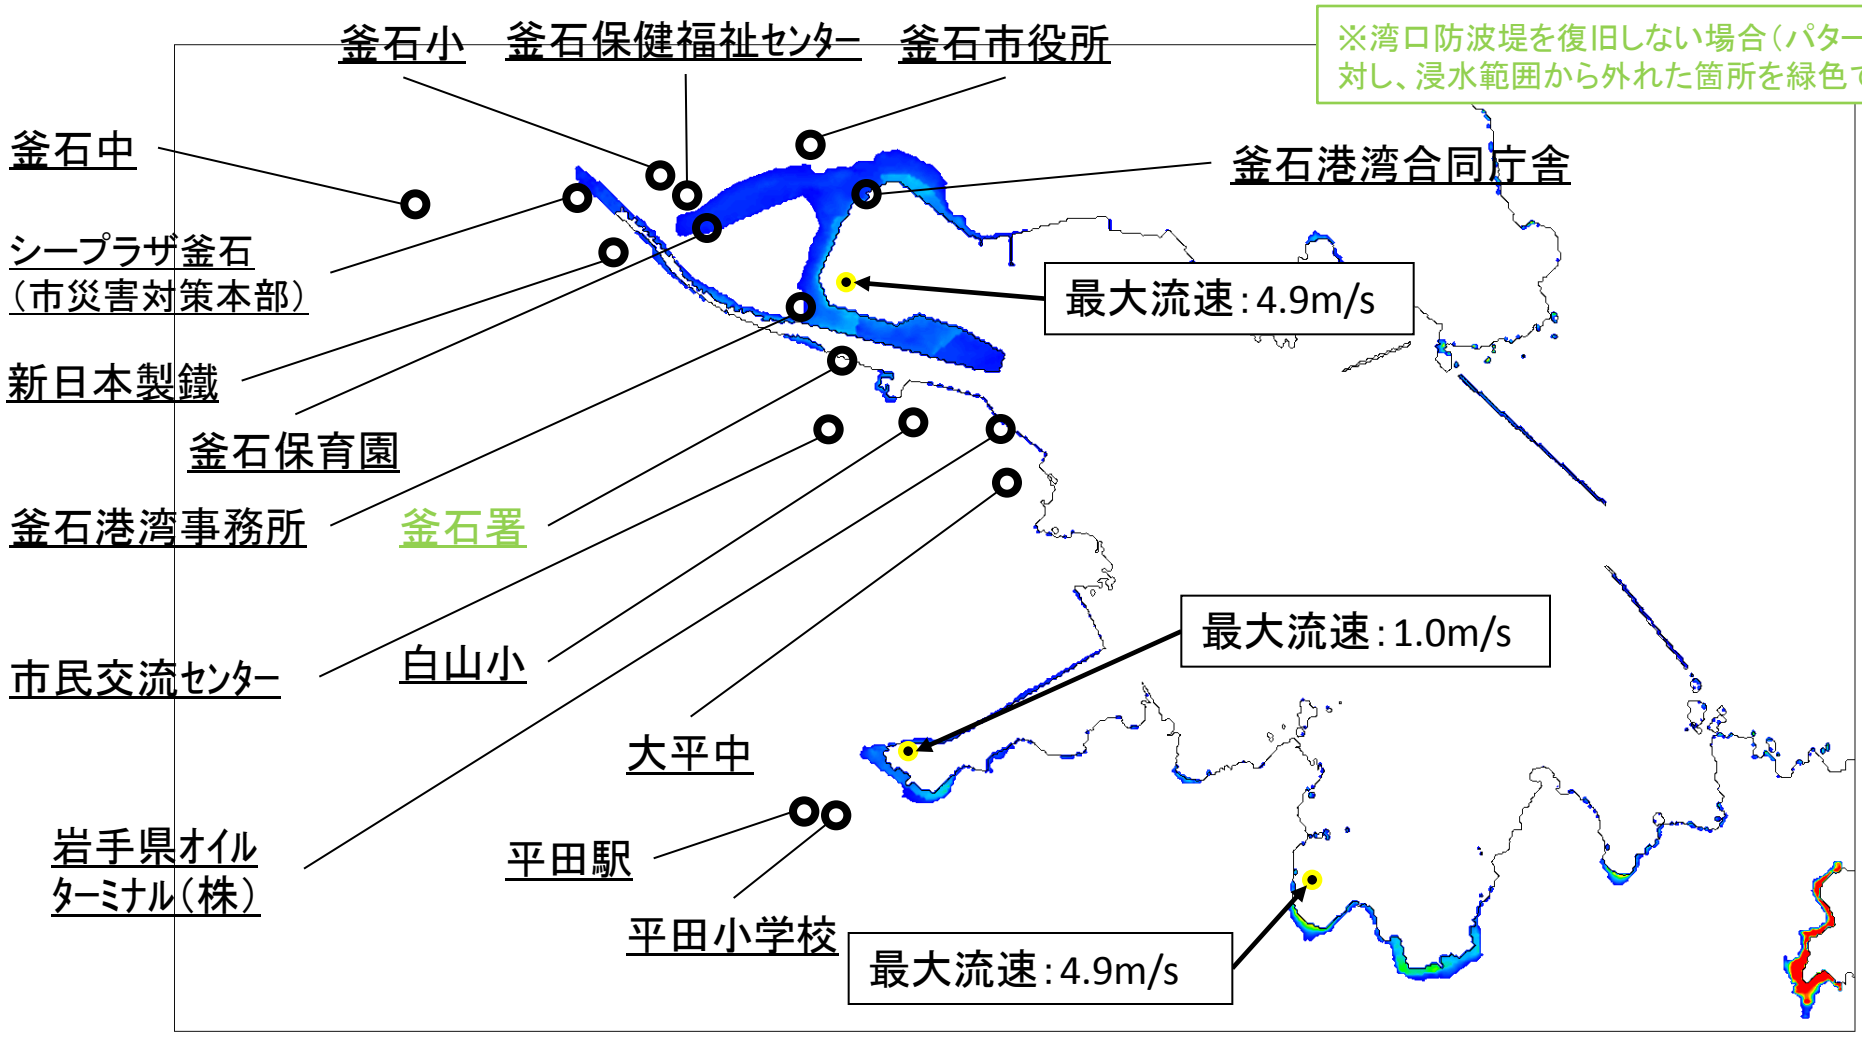 釜石小
釜石保健福祉センター
釜石市役所
※湾口防波堤を復旧しない場合（パター
対し、浸水範囲から外れた箇所を緑色で
釜石中
釜石港湾合同庁舎
シープラザ釜石
（市災害対策本部）
最大流速：4.9m/s
新日本製鐵
釜石保育園
釜石港湾事務所
釜石署
最大流速：1.0m/s
市民交流センター
白山小
大平中
岩手県オイル
ターミナル（株）
平田駅
平田小学校
最大流速：4.9m/s